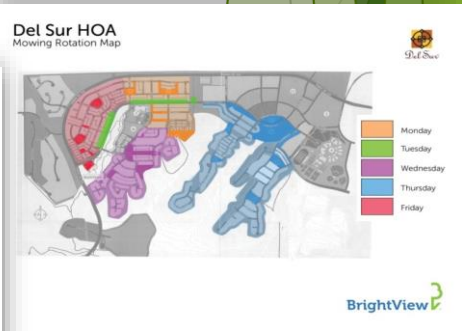 Del Sur HOA
Mowing Rotation Map
Del Sur
Monday
Tuesday
Wednesday
Thursday
Friday
BrightView